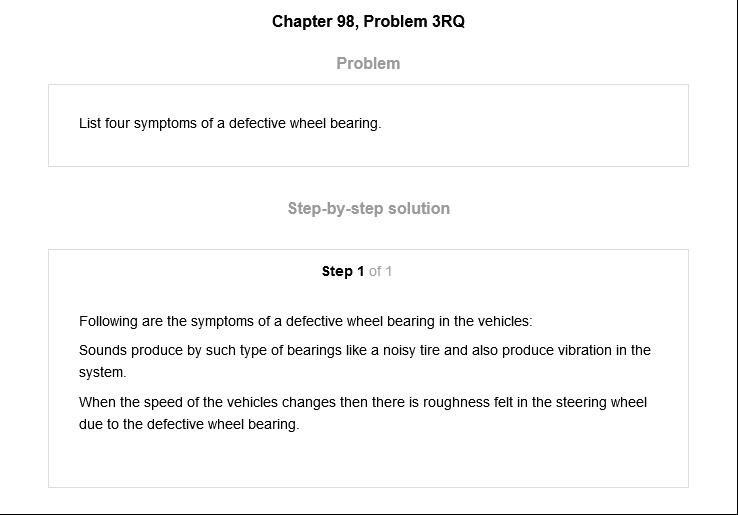 Chapter 98, Problem 3RQ
Problem
List four symptoms of a defective wheel bearing.
Step-by-step solution
Step 1 of 1
Following are the symptoms of a defective wheel bearing in the vehicles:
Sounds produce by such type of bearings like a noisy tire and also produce vibration in the
system.
When the speed of the vehicles changes then there is roughness felt in the steering wheel
due to the defective wheel bearing.